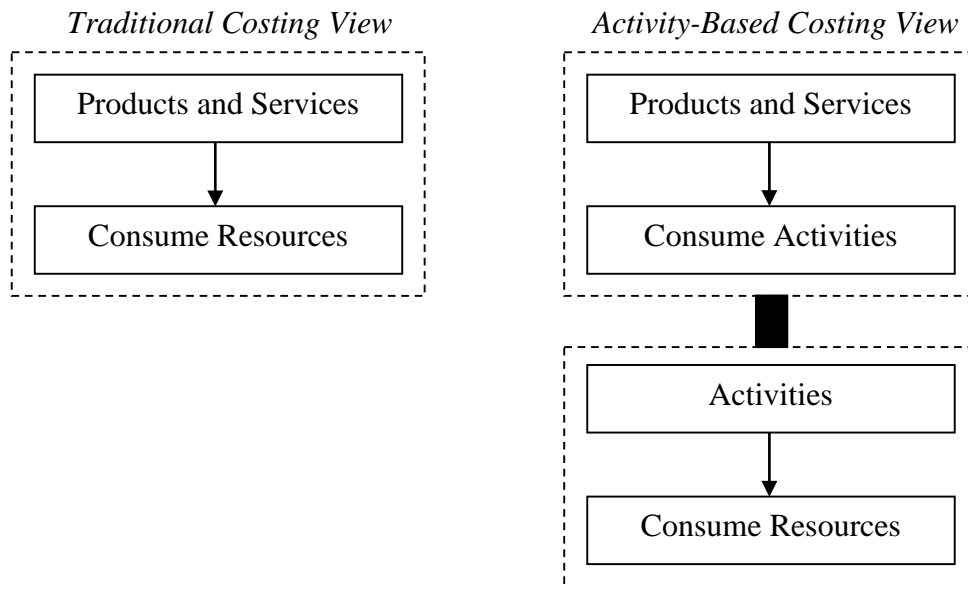 Traditional Costing View
Products and Services
Consume Resources
Activity-Based Costing View
Products and Services
Consume Activities
Activities
Consume Resources